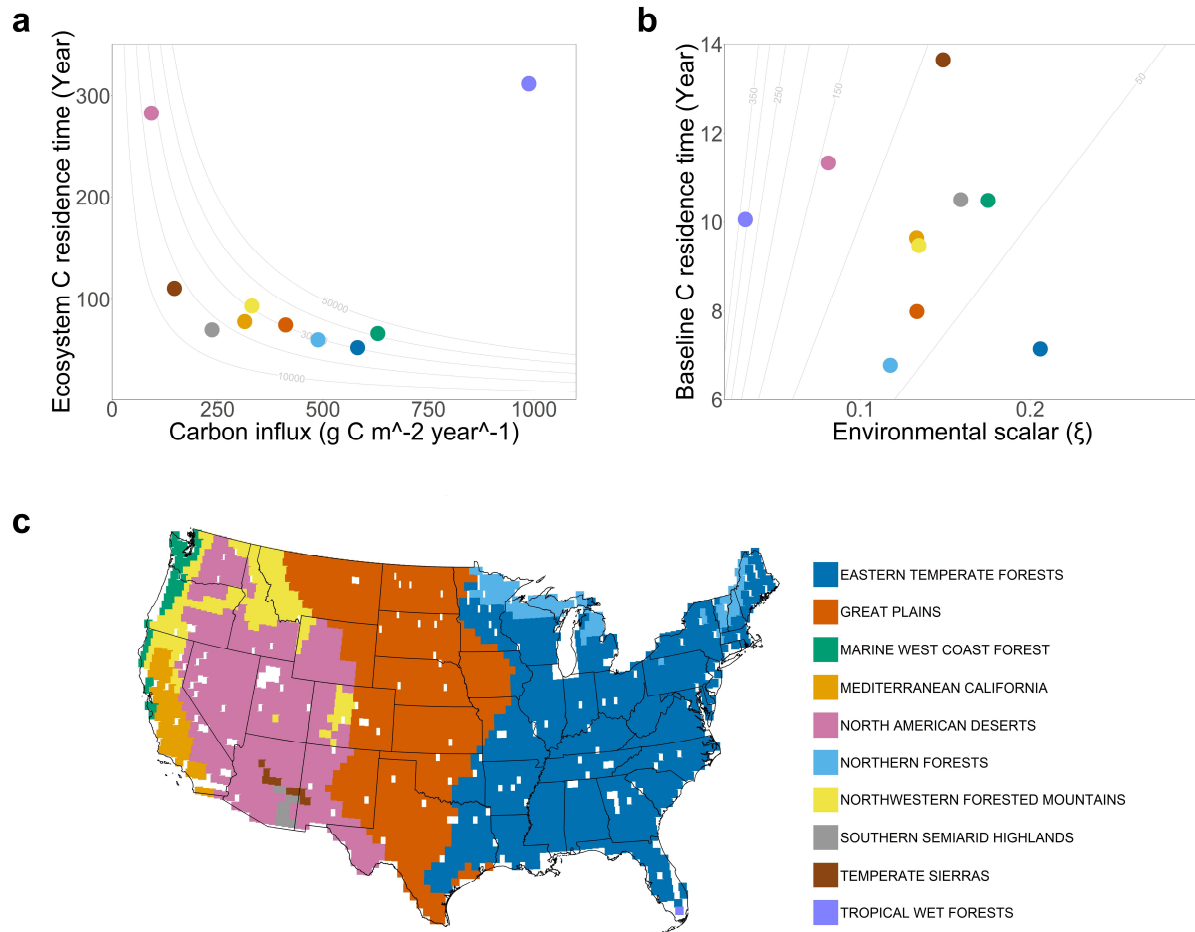 a
Ecosystem C residence time (Year)
300
200
100
50000
30
10000
0
250
500
750
1000
Carbon influx (g C m^-2 year^-1)
b
Baseline C residence time (Year)
14
12
10
8
6
350
250
150
50
0.1
0.2
Environmental scalar (ξ)
c
EASTERN TEMPERATE FORESTS
GREAT PLAINS
MARINE WEST COAST FOREST
MEDITERRANEAN CALIFORNIA
NORTH AMERICAN DESERTS
NORTHERN FORESTS
NORTHWESTERN FORESTED MOUNTAINS
SOUTHERN SEMIARID HIGHLANDS
TEMPERATE SIERRAS
TROPICAL WET FORESTS